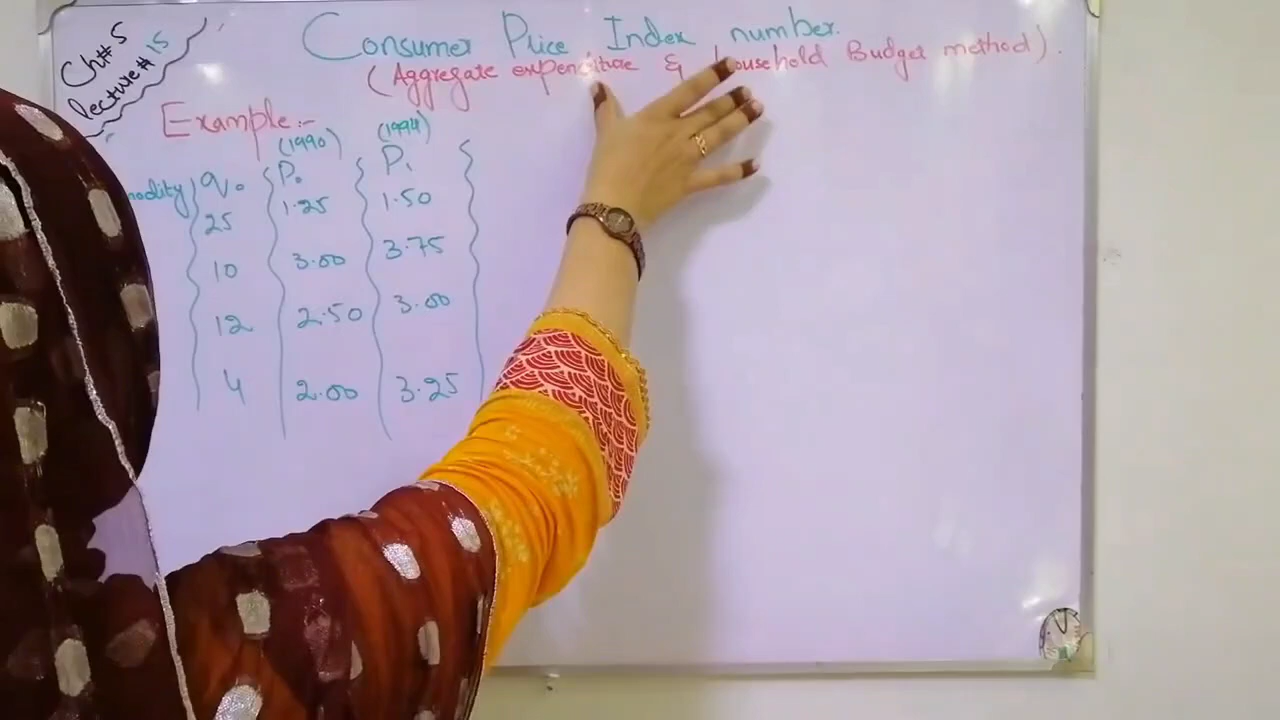 Ch# 5
lecture# 15
Consumer Price Index number.
(Aggregate expenditure & household Budget method).
Example:-
(1990) (1994)
q₀ P₀ P₁
25 1.25 1.50
10 3.00 3.75
12 2.50 3.00
4 2.00 3.25